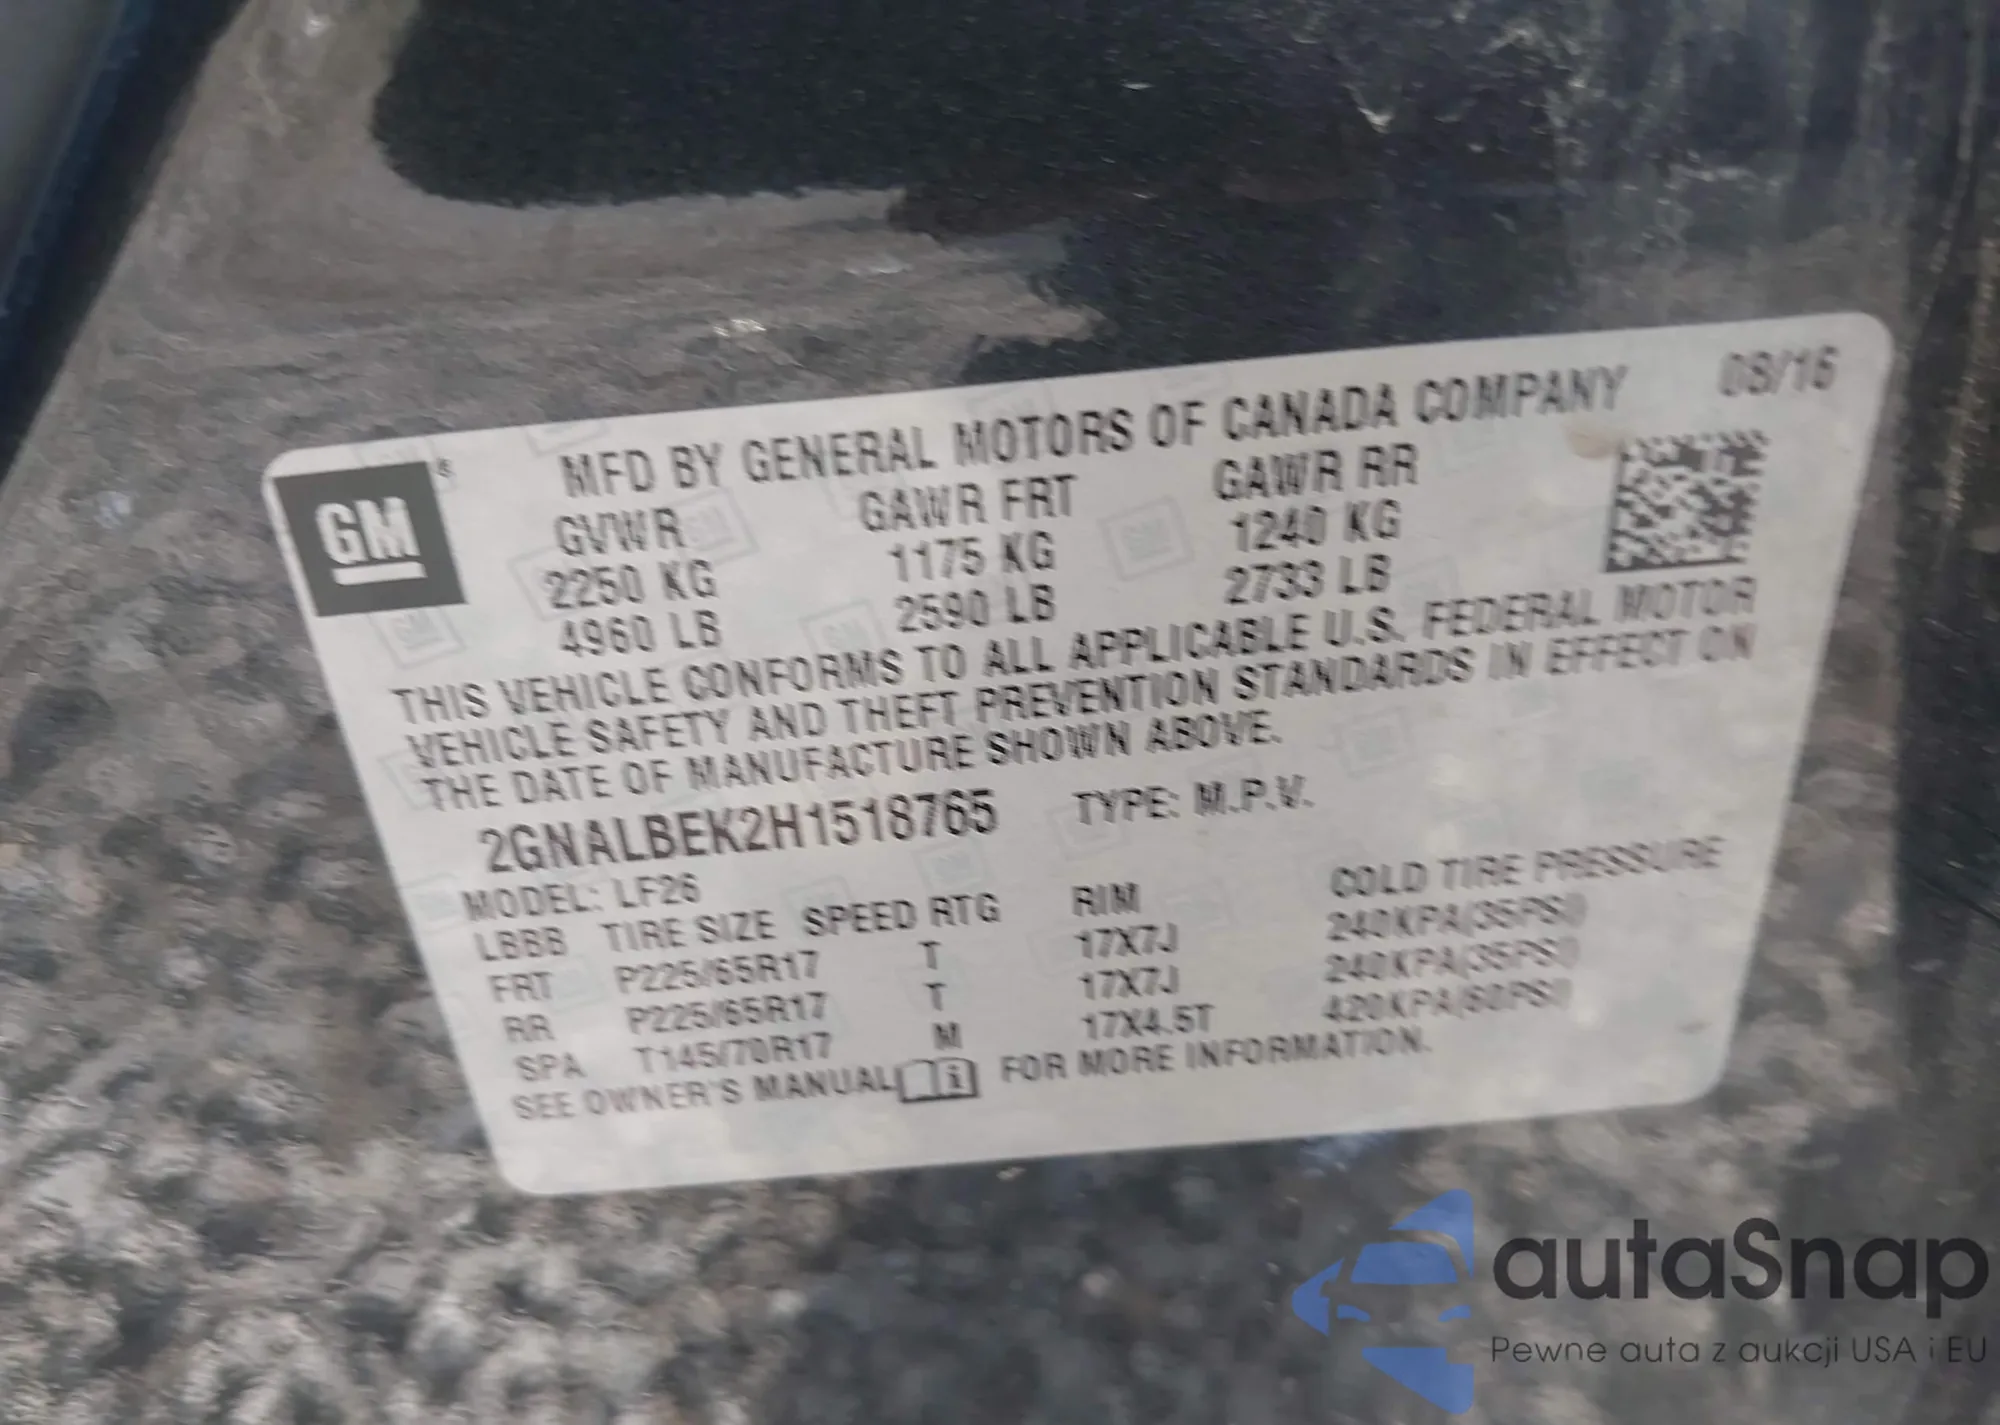 GM ®
MFD BY GENERAL MOTORS OF CANADA COMPANY 08/16
GVWR GAWR FRT GAWR RR
2250 KG 1175 KG 1240 KG
4960 LB 2590 LB 2733 LB
THIS VEHICLE CONFORMS TO ALL APPLICABLE U.S. FEDERAL MOTOR
VEHICLE SAFETY AND THEFT PREVENTION STANDARDS IN EFFECT ON
THE DATE OF MANUFACTURE SHOWN ABOVE.
2GNALBEK2H1518765 TYPE: M.P.V.
MODEL: LF26
LBBB TIRE SIZE SPEED RTG RIM COLD TIRE PRESSURE
FRT P225/65R17 T 17X7J 240KPA(35PSI)
RR P225/65R17 T 17X7J 240KPA(35PSI)
SPA T145/70R17 M 17X4.5T 420KPA(60PSI)
SEE OWNER'S MANUAL i FOR MORE INFORMATION.
autaSnap
Pewne auta z aukcji USA i EU